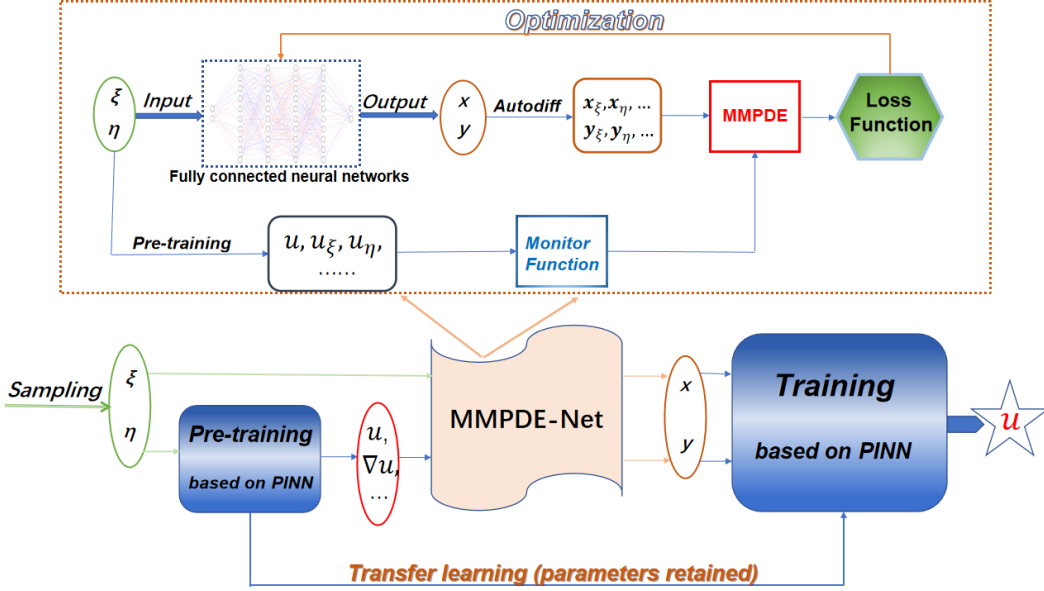 Optimization
ξ
η
Input
Fully connected neural networks
Output
x
y
Autodiff
x_ξ, x_η, ...
y_ξ, y_η, ...
MMPDE
Loss
Function
Pre-training
u, u_ξ, u_η,
......
Monitor
Function
Sampling
ξ
η
Pre-training
based on PINN
u,
∇u,
...
MMPDE-Net
x
y
Training
based on PINN
u
Transfer learning (parameters retained)